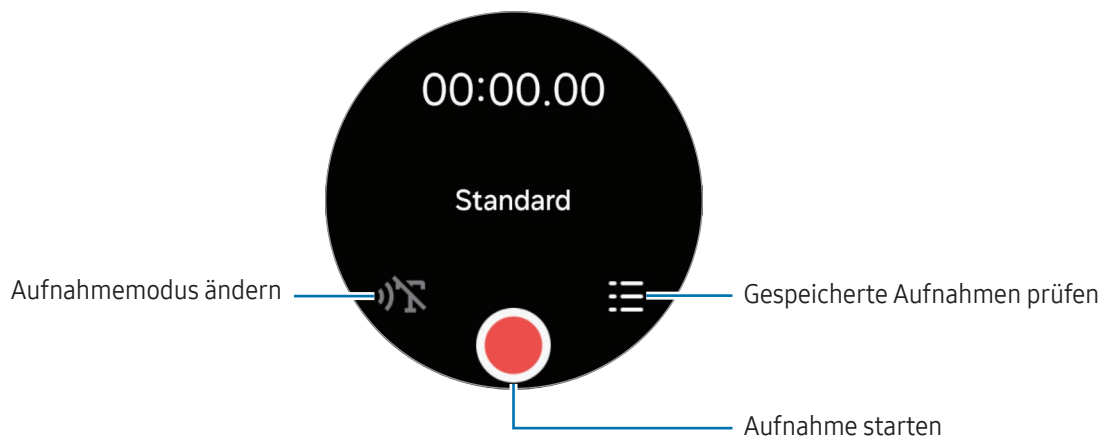 00:00.00
Standard
Aufnahmemodus ändern
Gespeicherte Aufnahmen prüfen
Aufnahme starten